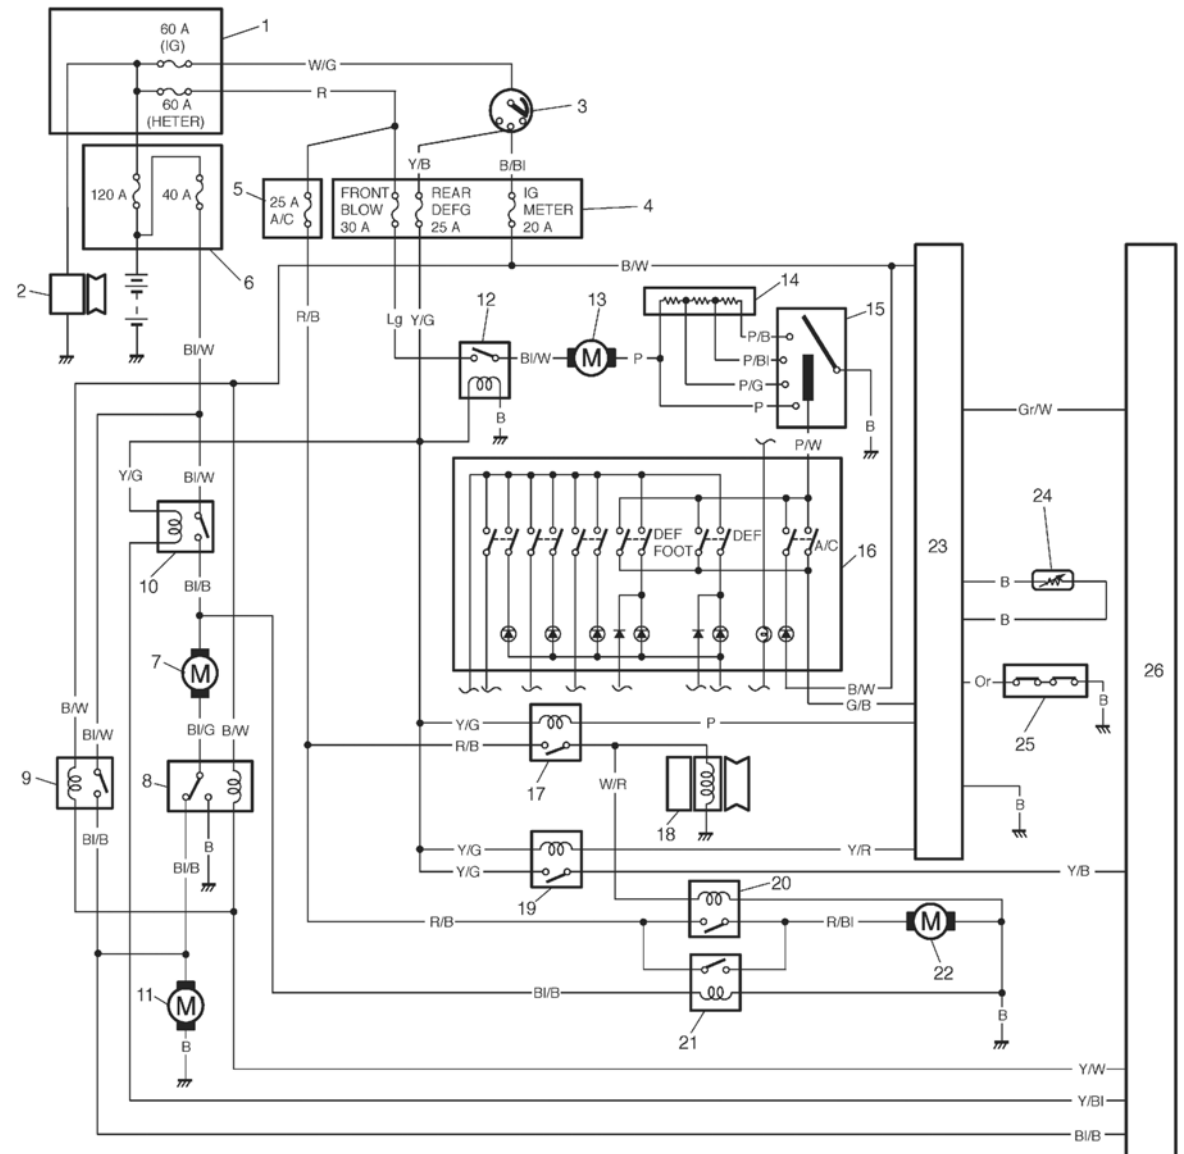 60 A
(IG)
1
W/G
R
60 A
(HETER)
3
Y/B
B/Bl
120 A
40 A
5
25 A
A/C
FRONT
BLOW
30 A
REAR
DEFG
25 A
IG
METER
20 A
4
6
2
B/W
14
12
13
15
R/B
Lg
Y/G
Bl/W
Bl/W
M
P
P/B
P/Bl
P/G
P
B
B
Gr/W
P/W
Y/G
Bl/W
24
DEF
FOOT
DEF
A/C
16
23
10
Bl/B
B
B
7
M
26
B/W
Or
B/W
G/B
B
Y/G
P
25
Bl/W
Bl/G
B/W
R/B
9
8
17
W/R
18
B
Bl/B
B
Y/G
Y/R
Bl/B
Y/G
Y/B
20
19
R/B
R/Bl
M
22
11
M
Bl/B
B
21
B
Y/W
Y/Bl
Bl/B